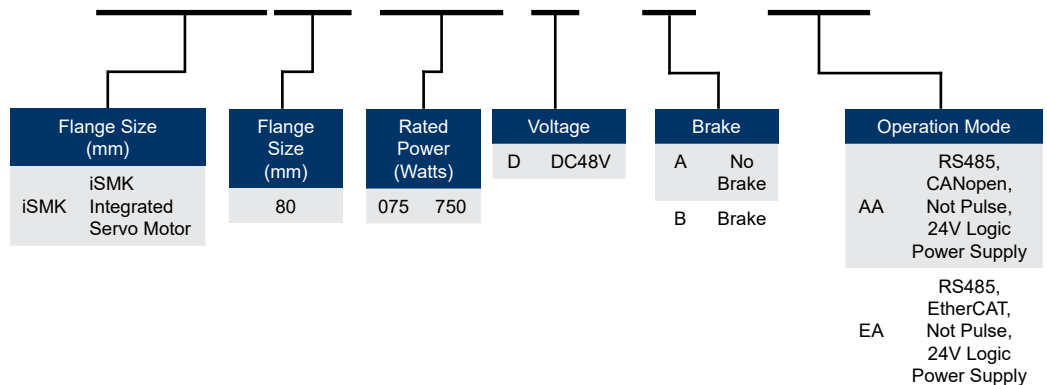 Flange Size
(mm)
iSMK
iSMK
Integrated
Servo Motor
Flange
Size
(mm)
80
Rated
Power
(Watts)
075 750
Voltage
D DC48V
Brake
A No
Brake
B Brake
Operation Mode
AA
RS485,
CANopen,
Not Pulse,
24V Logic
Power Supply
EA
RS485,
EtherCAT,
Not Pulse,
24V Logic
Power Supply